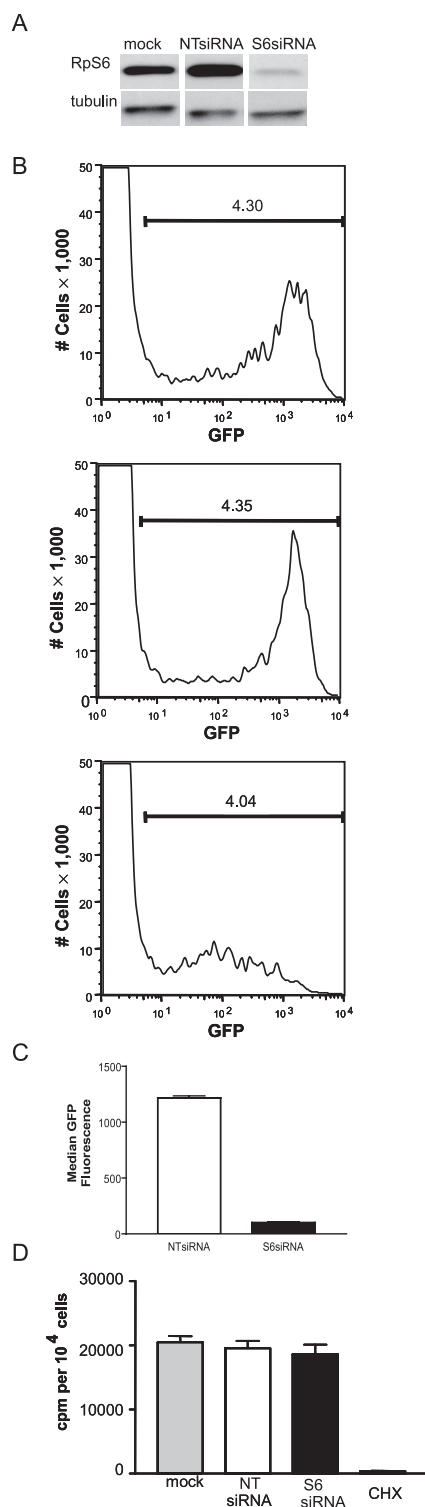 A
mock NTsiRNA S6siRNA
RpS6
tubulin
B
50
40
30
20
10
0
# Cells × 1,000
4.30
10^0 10^1 10^2 10^3 10^4
GFP
50
40
30
20
10
0
# Cells × 1,000
4.35
10^0 10^1 10^2 10^3 10^4
GFP
50
40
30
20
10
0
# Cells × 1,000
4.04
10^0 10^1 10^2 10^3 10^4
GFP
C
1500
1000
500
0
Median GFP
Fluorescence
NTsiRNA S6siRNA
D
30000
20000
10000
0
cpm per 10^4 cells
mock NT S6 CHX
siRNA siRNA